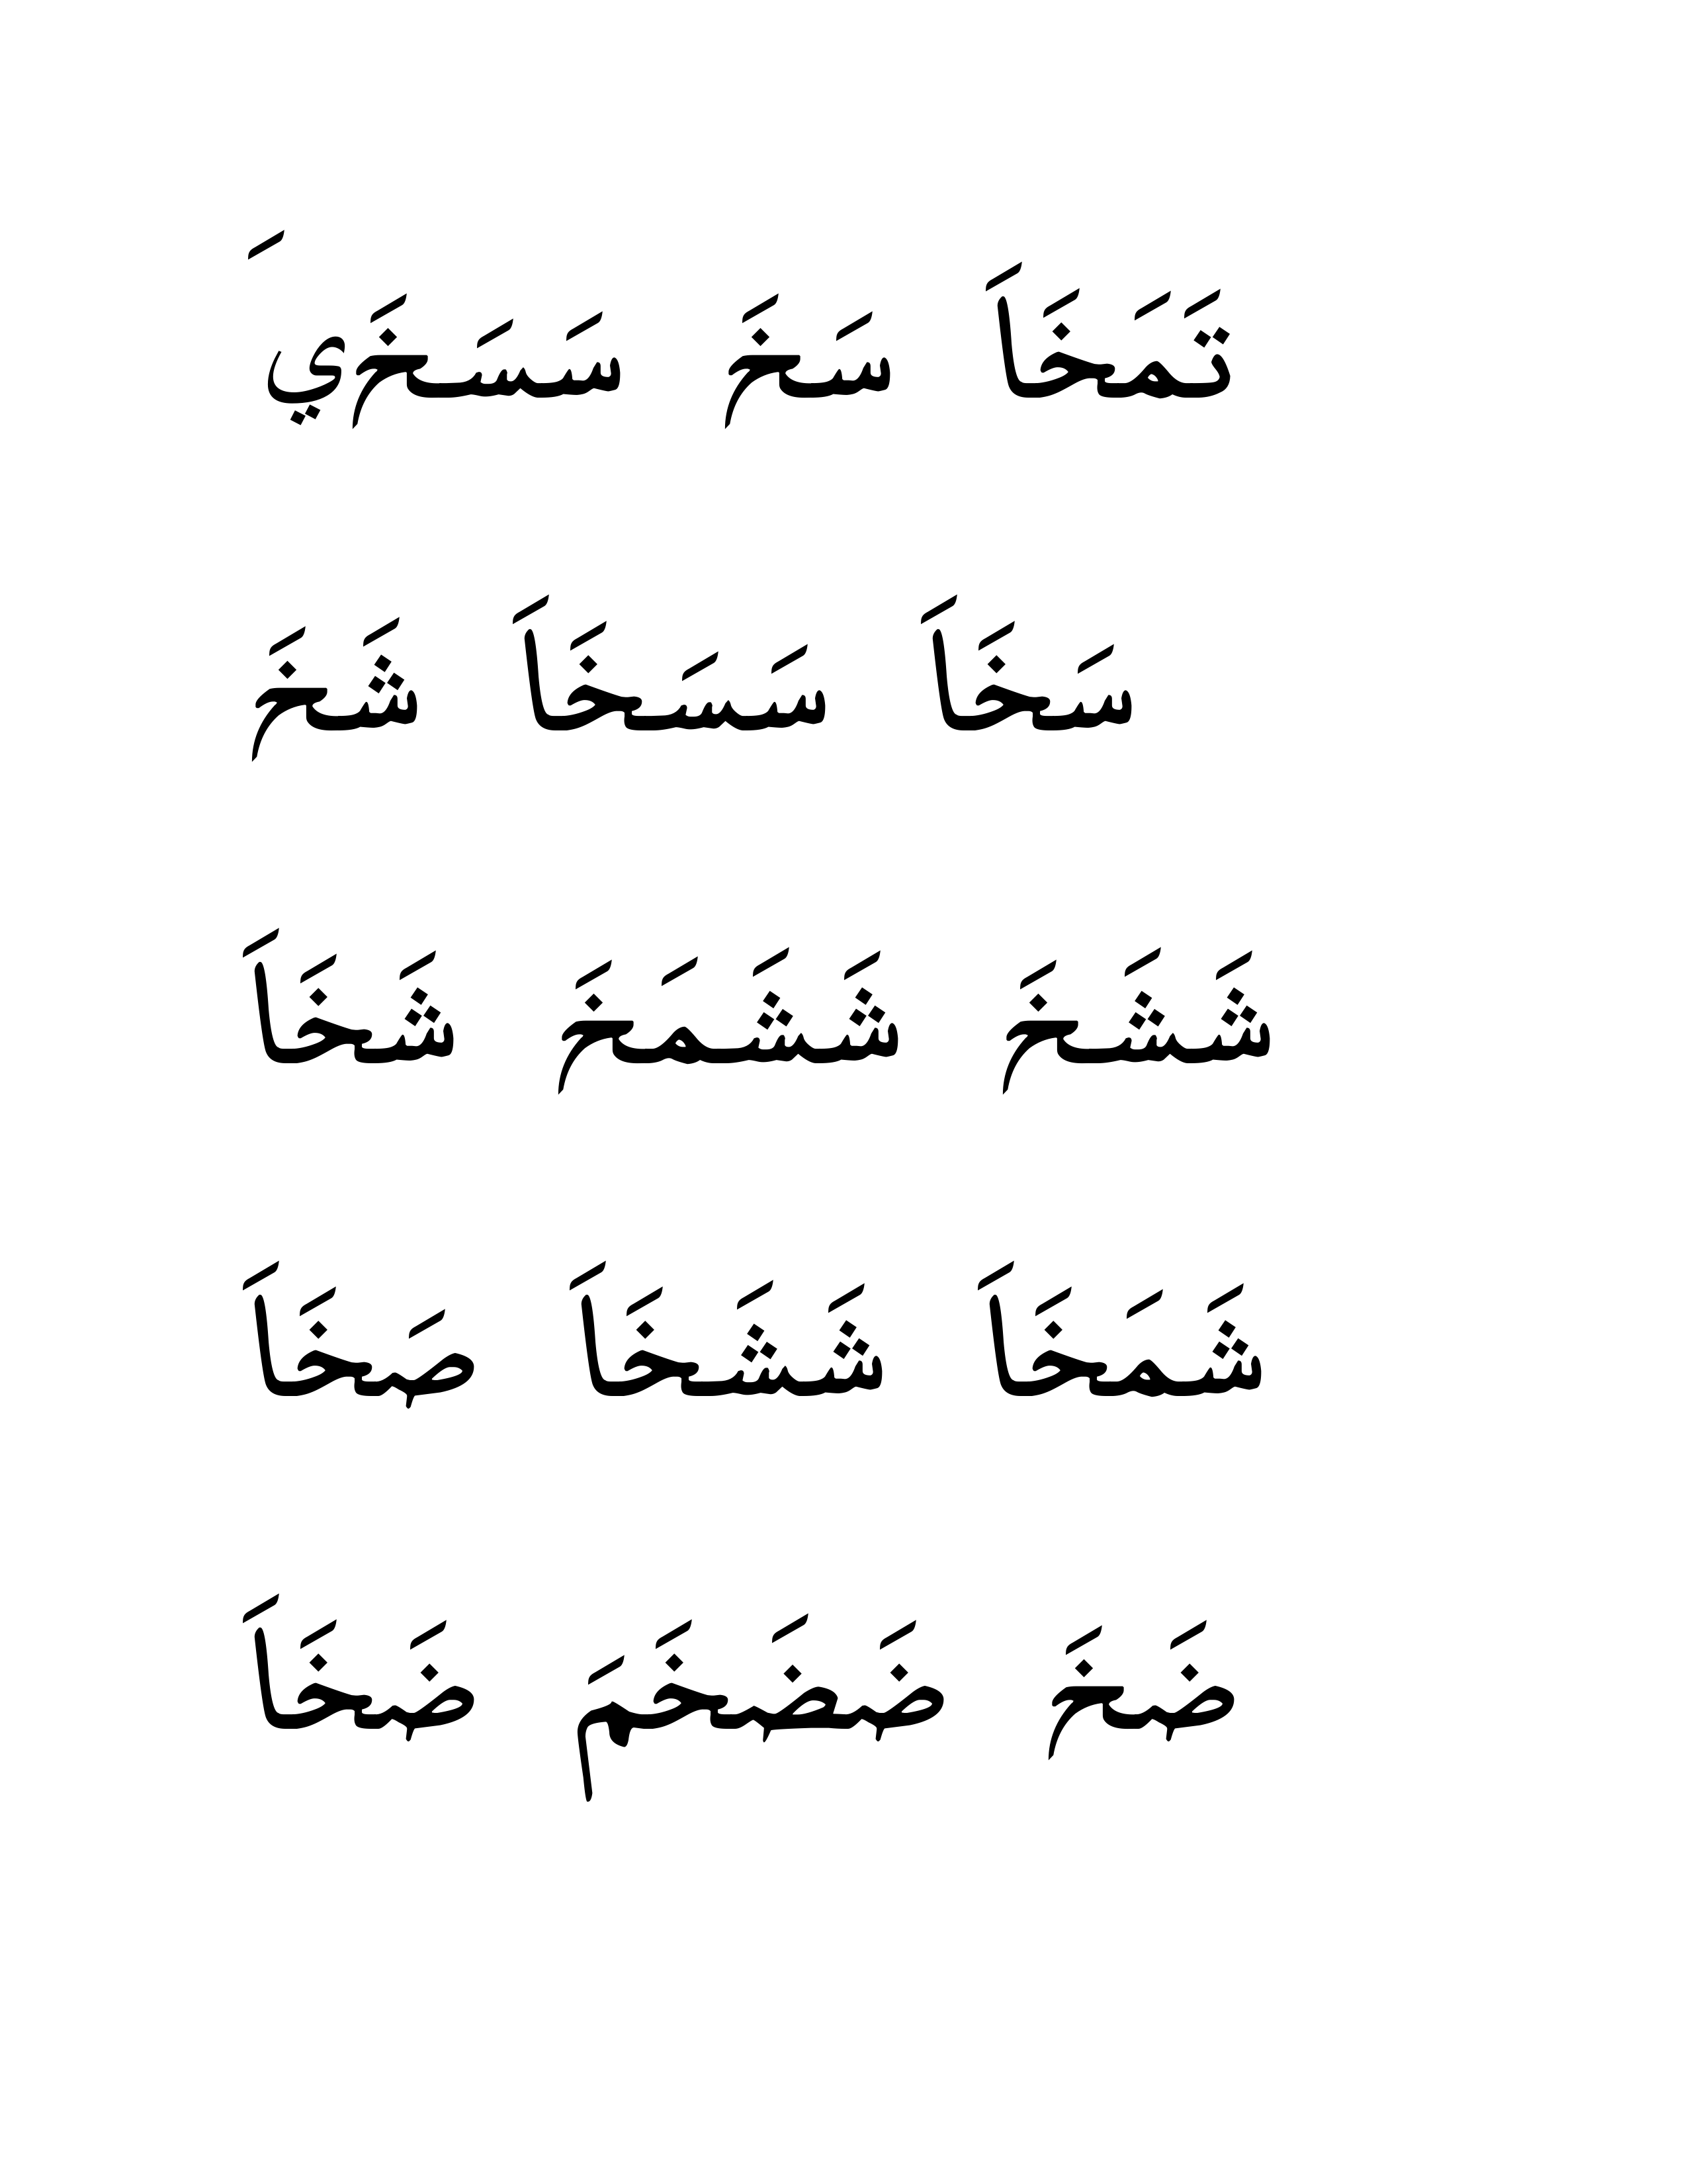 تَمَخَاَ سَخَ سَسَخَيَ
سَخَاَ سَسَخَاَ شَخَ
شَشَخَ شَشَمَخَ شَخَاَ
شَمَخَاَ شَشَخَاَ صَخَاَ
ضَخَ ضَضَخَمَ ضَخَاَ